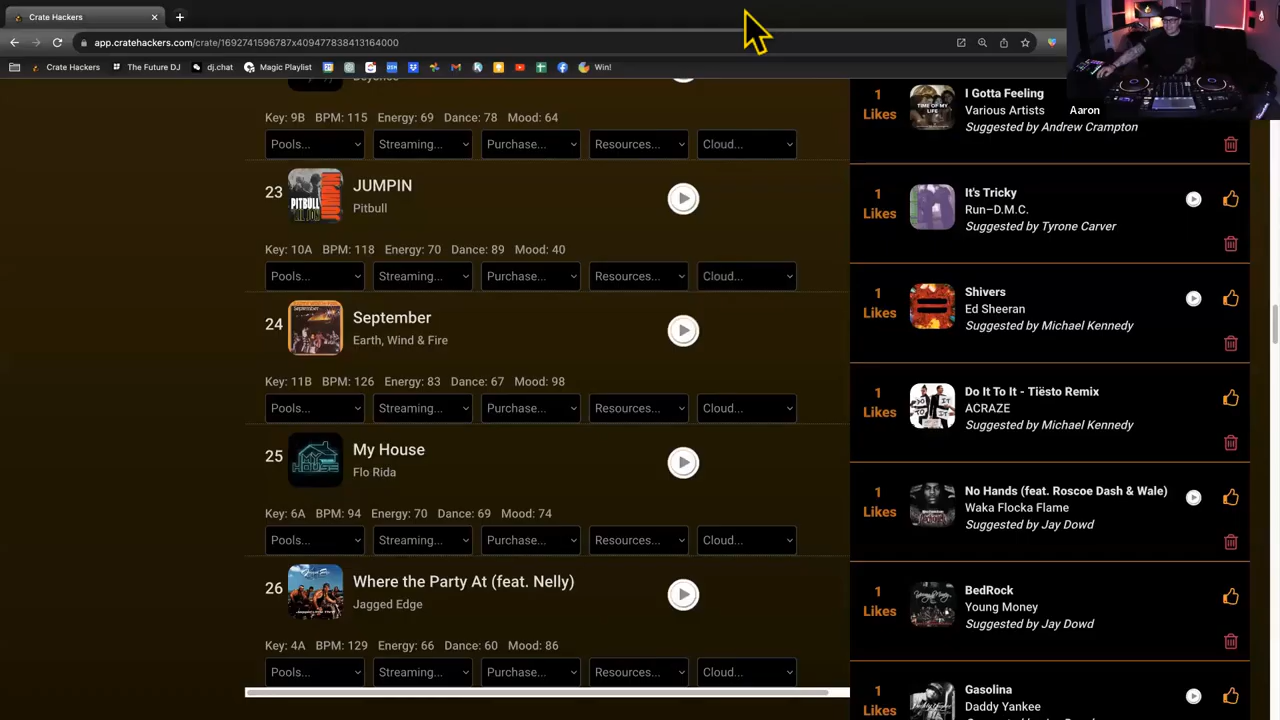 Crate Hackers
app.cratehackers.com/crate/1692741596787x409477838413164000
Crate Hackers
The Future DJ
dj.chat
Magic Playlist
Win!
Key: 9B BPM: 115 Energy: 69 Dance: 78 Mood: 64
Pools... Streaming... Purchase... Resources... Cloud...
23
JUMPIN
Pitbull
Key: 10A BPM: 118 Energy: 70 Dance: 89 Mood: 40
Pools... Streaming... Purchase... Resources... Cloud...
24
September
Earth, Wind & Fire
Key: 11B BPM: 126 Energy: 83 Dance: 67 Mood: 98
Pools... Streaming... Purchase... Resources... Cloud...
25
My House
Flo Rida
Key: 6A BPM: 94 Energy: 70 Dance: 69 Mood: 74
Pools... Streaming... Purchase... Resources... Cloud...
26
Where the Party At (feat. Nelly)
Jagged Edge
Key: 4A BPM: 129 Energy: 66 Dance: 60 Mood: 86
Pools... Streaming... Purchase... Resources... Cloud...
1
Likes
I Gotta Feeling
Various Artists
Aaron
Suggested by Andrew Crampton
1
Likes
It's Tricky
Run–D.M.C.
Suggested by Tyrone Carver
1
Likes
Shivers
Ed Sheeran
Suggested by Michael Kennedy
1
Likes
Do It To It - Tiësto Remix
ACRAZE
Suggested by Michael Kennedy
1
Likes
No Hands (feat. Roscoe Dash & Wale)
Waka Flocka Flame
Suggested by Jay Dowd
1
Likes
BedRock
Young Money
Suggested by Jay Dowd
1
Likes
Gasolina
Daddy Yankee